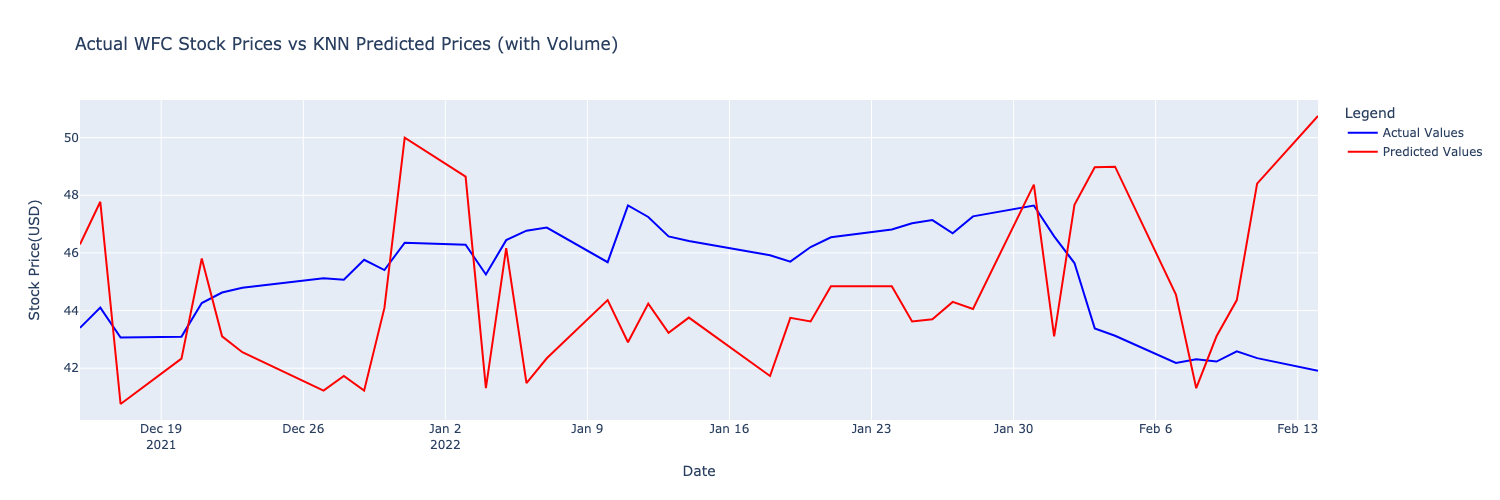 Actual WFC Stock Prices vs KNN Predicted Prices (with Volume)
Legend
Actual Values
Predicted Values
Stock Price(USD)
50
48
46
44
42
Dec 19
2021
Dec 26
Jan 2
2022
Jan 9
Jan 16
Jan 23
Jan 30
Feb 6
Feb 13
Date